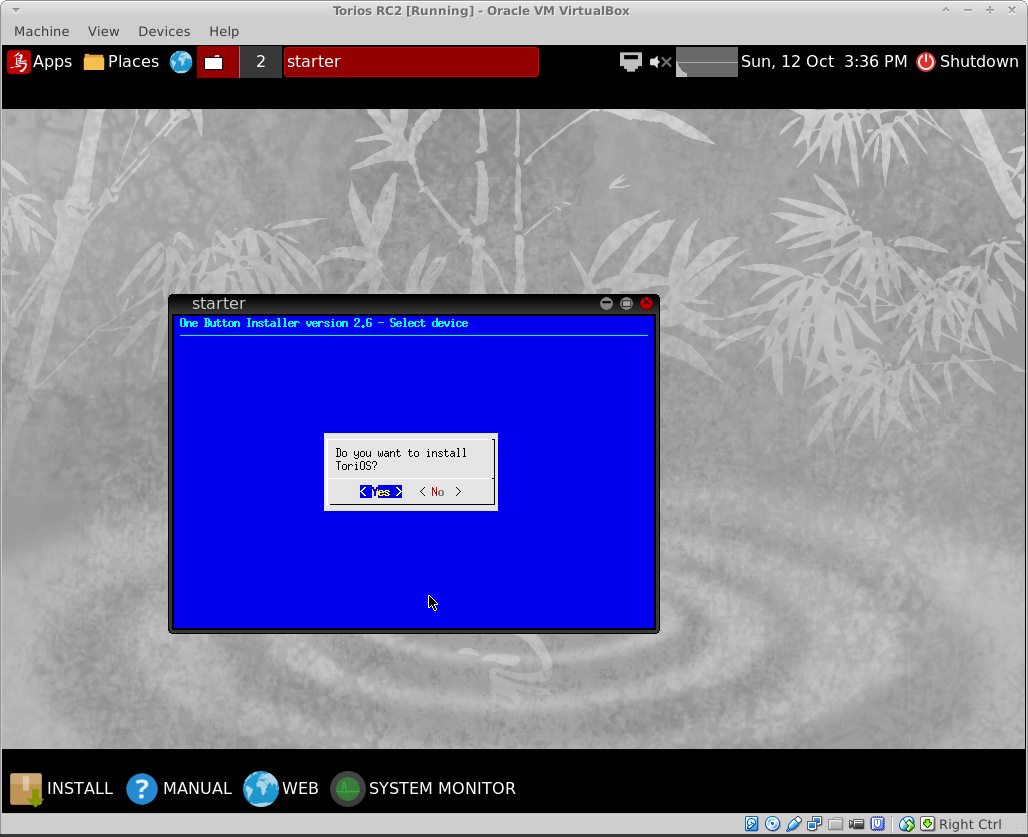 Torios RC2 [Running] - Oracle VM VirtualBox
Machine View Devices Help
Apps Places 2 starter Sun, 12 Oct 3:36 PM Shutdown
starter
One Button Installer version 2.6 - Select device
Do you want to install
ToriOS?
< Yes > < No >
INSTALL MANUAL WEB SYSTEM MONITOR
Right Ctrl